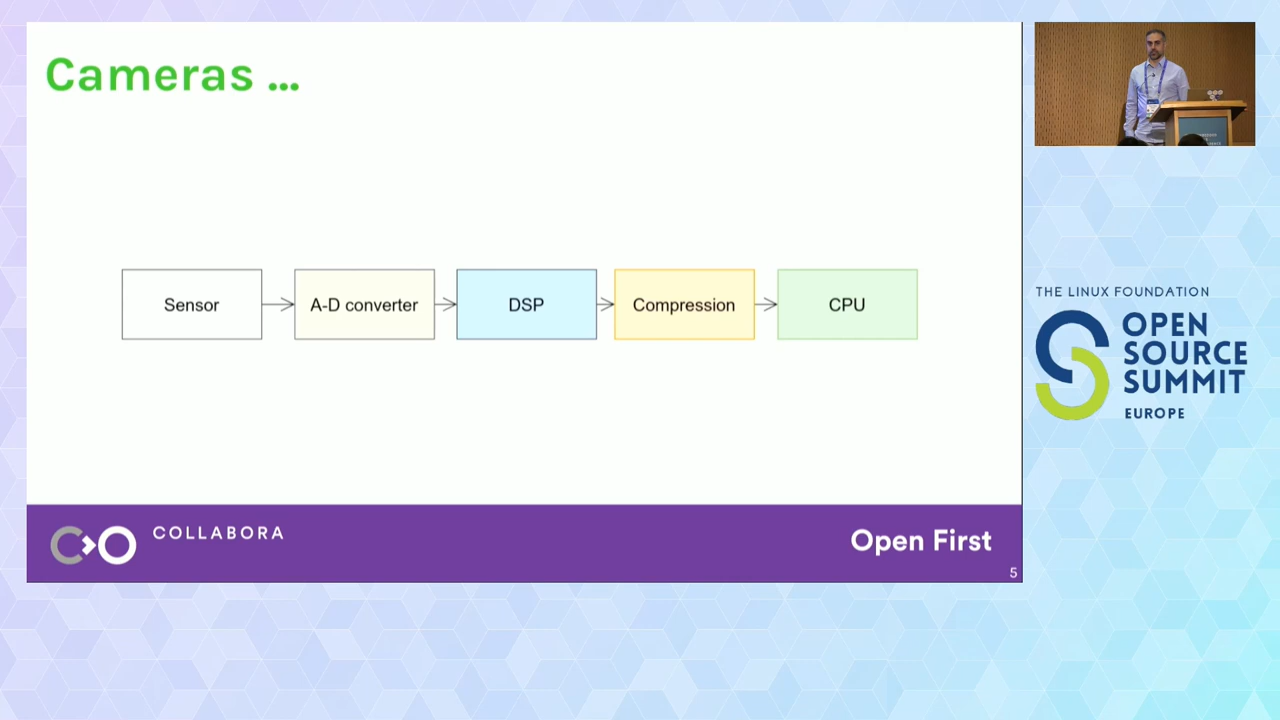 Cameras ...
Sensor
A-D converter
DSP
Compression
CPU
COLLABORA
Open First
5
THE LINUX FOUNDATION
OPEN
SOURCE
SUMMIT
EUROPE